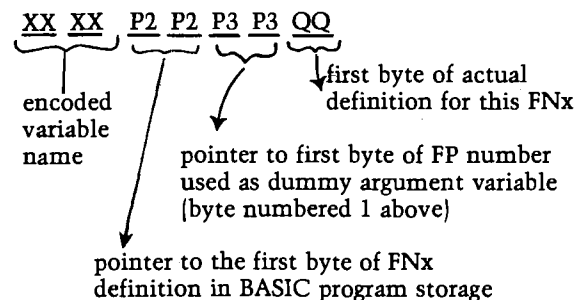 XX XX P2 P2 P3 P3 QQ
first byte of actual
definition for this FNx
encoded
variable
name
pointer to first byte of FP number
used as dummy argument variable
(byte numbered 1 above)
pointer to the first byte of FNx
definition in BASIC program storage